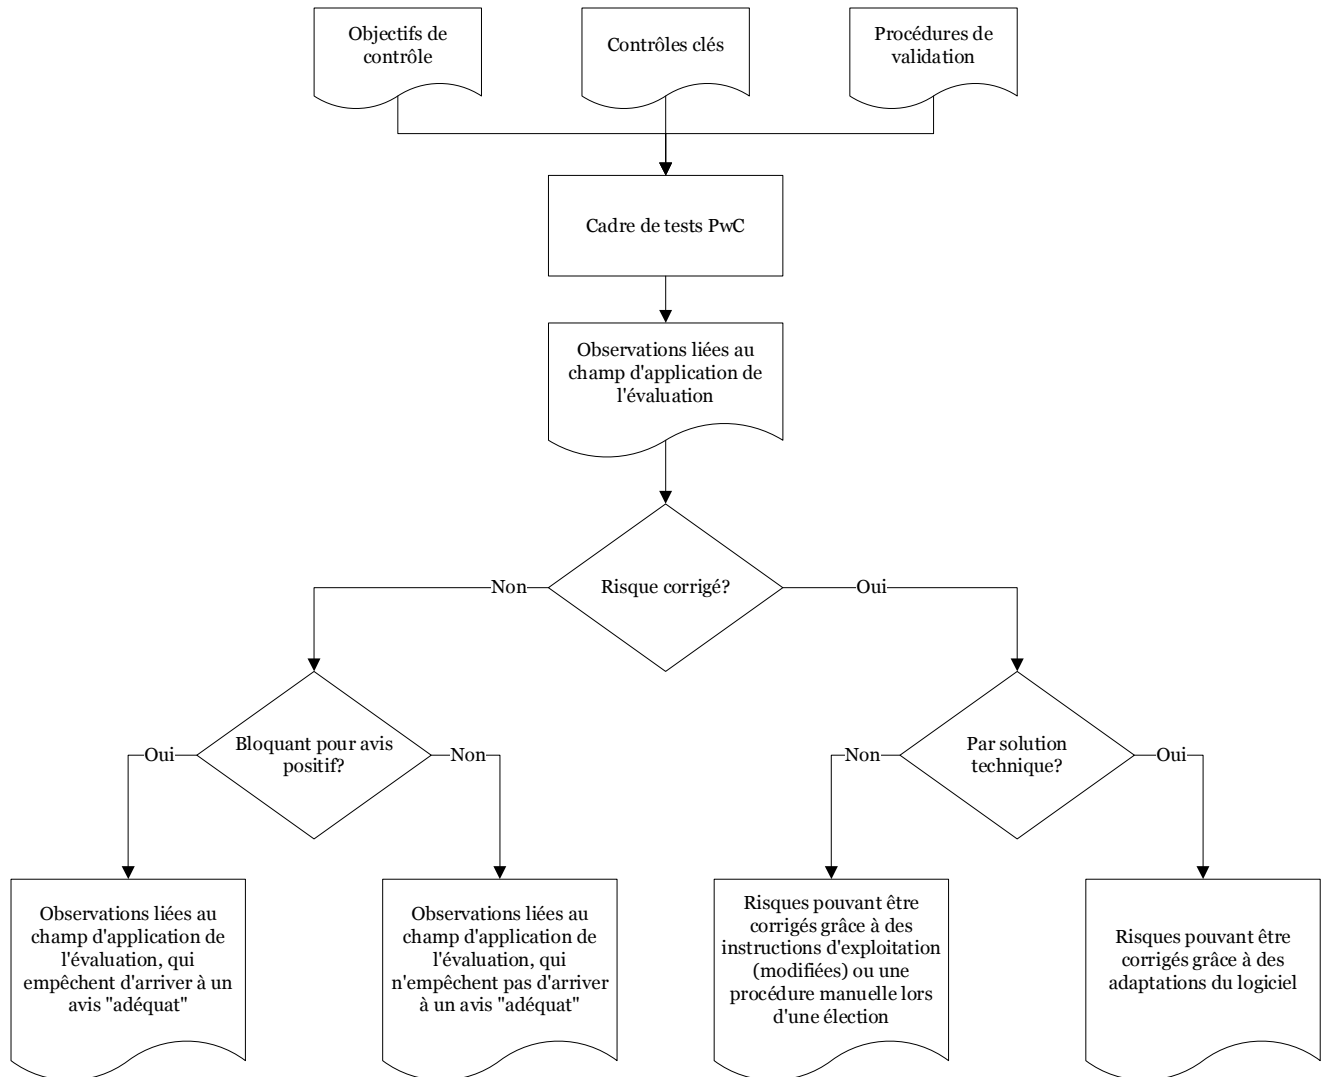 Objectifs de
contrôle
Contrôles clés
Procédures de
validation
Cadre de tests PwC
Observations liées au
champ d'application de
l'évaluation
Risque corrigé?
Non
Oui
Bloquant pour avis
positif?
Oui
Non
Par solution
technique?
Non
Oui
Observations liées au
champ d'application de
l'évaluation, qui
empêchent d'arriver à un
avis "adéquat"
Observations liées au
champ d'application de
l'évaluation, qui
n'empêchent pas d'arriver
à un avis "adéquat"
Risques pouvant être
corrigés grâce à des
instructions d'exploitation
(modifiées) ou une
procédure manuelle lors
d'une élection
Risques pouvant être
corrigés grâce à des
adaptations du logiciel